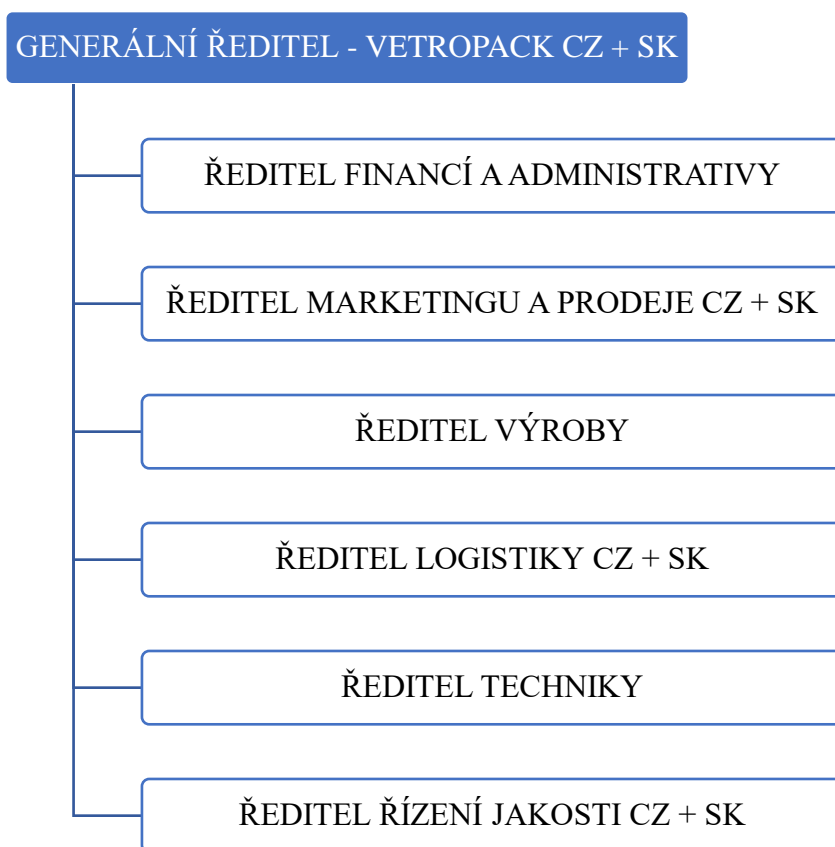 GENERÁLNÍ ŘEDITEL - VETROPACK CZ + SK
ŘEDITEL FINANCÍ A ADMINISTRATIVY
ŘEDITEL MARKETINGU A PRODEJE CZ + SK
ŘEDITEL VÝROBY
ŘEDITEL LOGISTIKY CZ + SK
ŘEDITEL TECHNIKY
ŘEDITEL ŘÍZENÍ JAKOSTI CZ + SK